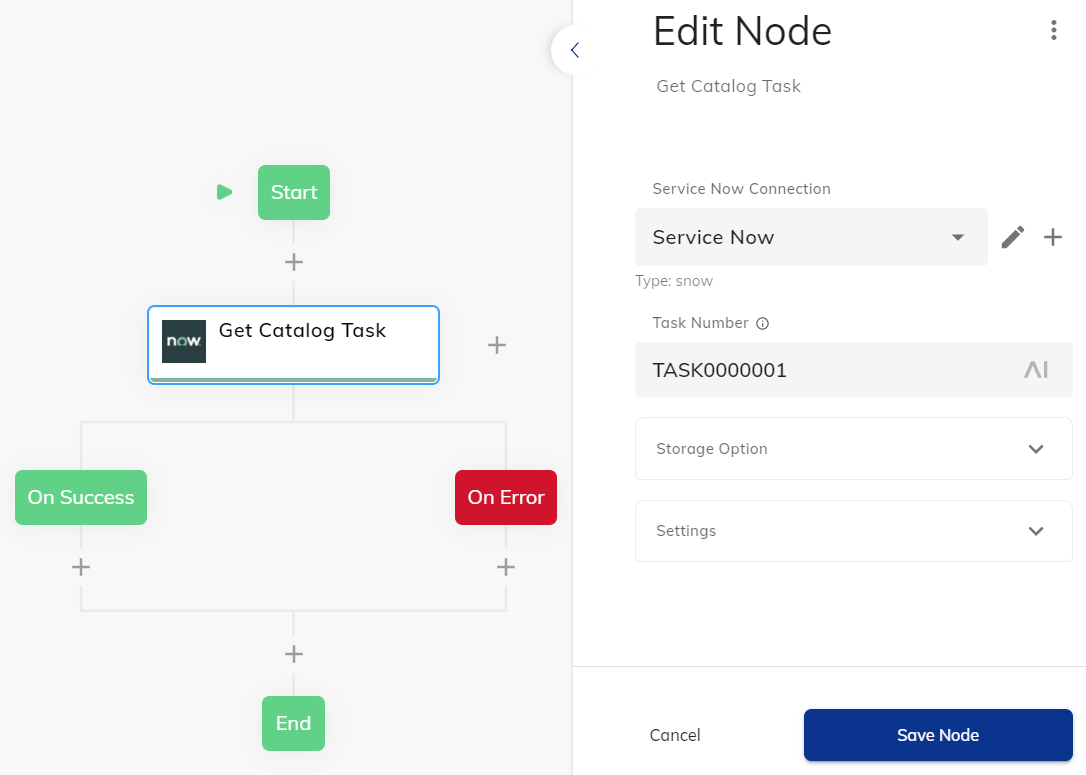 Start
now.
Get Catalog Task
On Success
On Error
End
Edit Node
Get Catalog Task
Service Now Connection
Service Now
Type: snow
Task Number
TASK0000001
AI
Storage Option
Settings
Cancel
Save Node